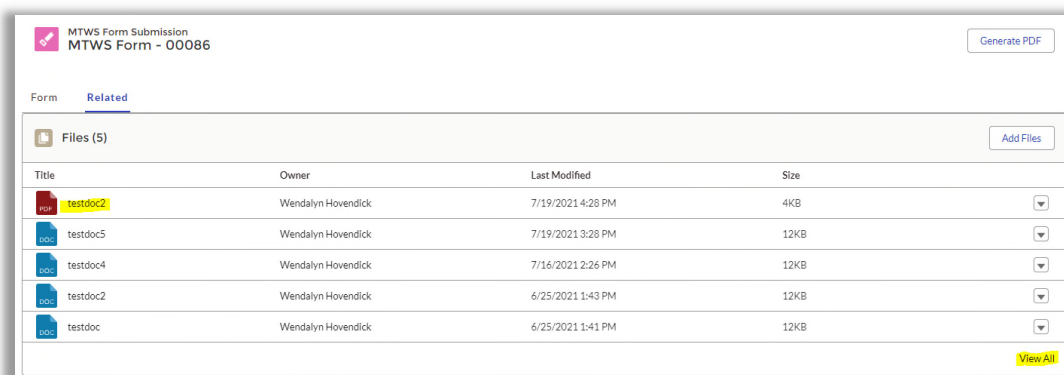 MTWS Form Submission
MTWS Form - 00086
Generate PDF
Form Related
Files (5)
Add Files
Title Owner Last Modified Size
PDF testdoc2 Wendalyn Hovendick 7/19/2021 4:28 PM 4KB
DOC testdoc5 Wendalyn Hovendick 7/19/2021 3:28 PM 12KB
DOC testdoc4 Wendalyn Hovendick 7/16/2021 2:26 PM 12KB
DOC testdoc2 Wendalyn Hovendick 6/25/2021 1:43 PM 12KB
DOC testdoc Wendalyn Hovendick 6/25/2021 1:41 PM 12KB
View All